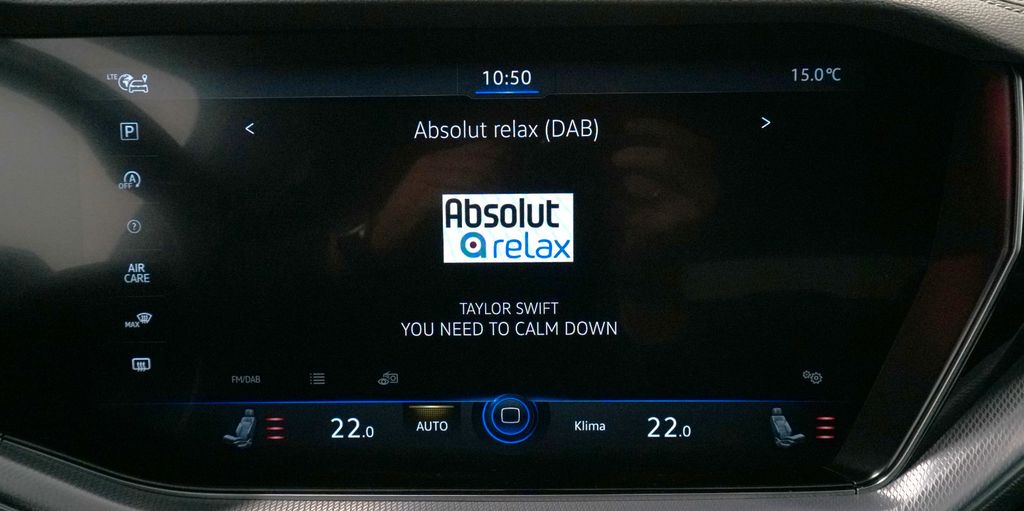 LTE
10:50
15.0°C
P
<
Absolut relax (DAB)
>
A
OFF
Absolut
relax
?
AIR
CARE
TAYLOR SWIFT
MAX
YOU NEED TO CALM DOWN
FM/DAB
22.0
AUTO
Klima
22.0